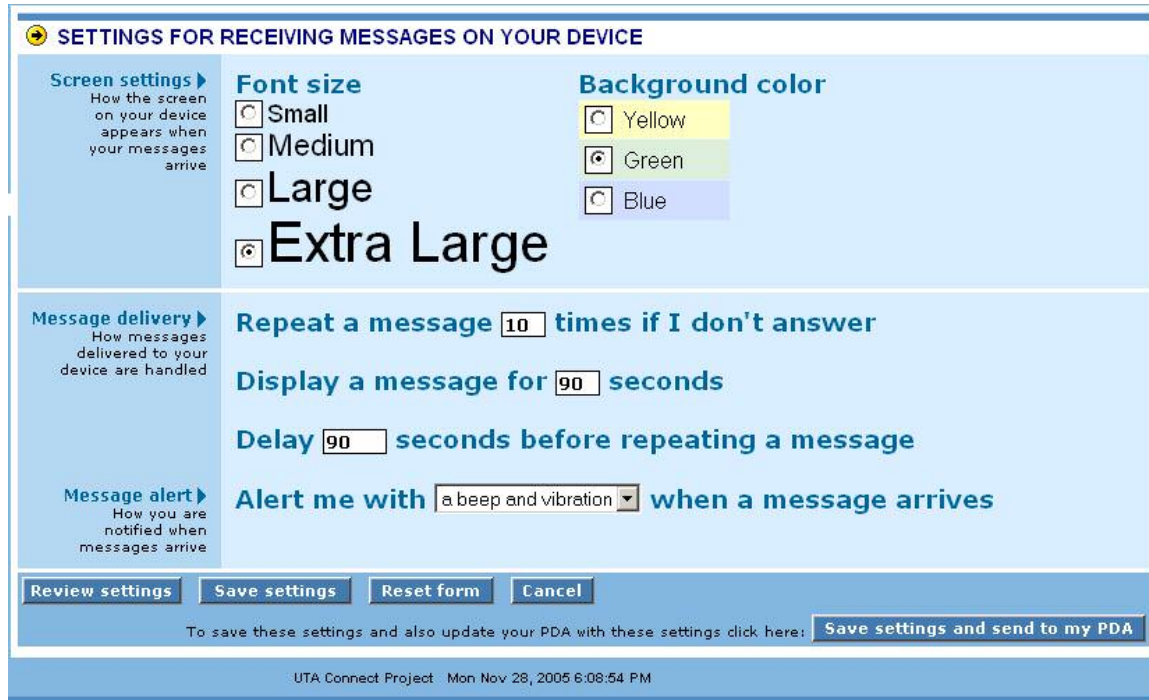 SETTINGS FOR RECEIVING MESSAGES ON YOUR DEVICE
Screen settings
How the screen
on your device
appears when
your messages
arrive
Font size
Small
Medium
Large
Extra Large
Background color
Yellow
Green
Blue
Message delivery
How messages
delivered to your
device are handled
Repeat a message 10 times if I don't answer
Display a message for 90 seconds
Delay 90 seconds before repeating a message
Message alert
How you are
notified when
messages arrive
Alert me with a beep and vibration when a message arrives
Review settings Save settings Reset form Cancel
To save these settings and also update your PDA with these settings click here: Save settings and send to my PDA
UTA Connect Project Mon Nov 28, 2005 6:08:54 PM